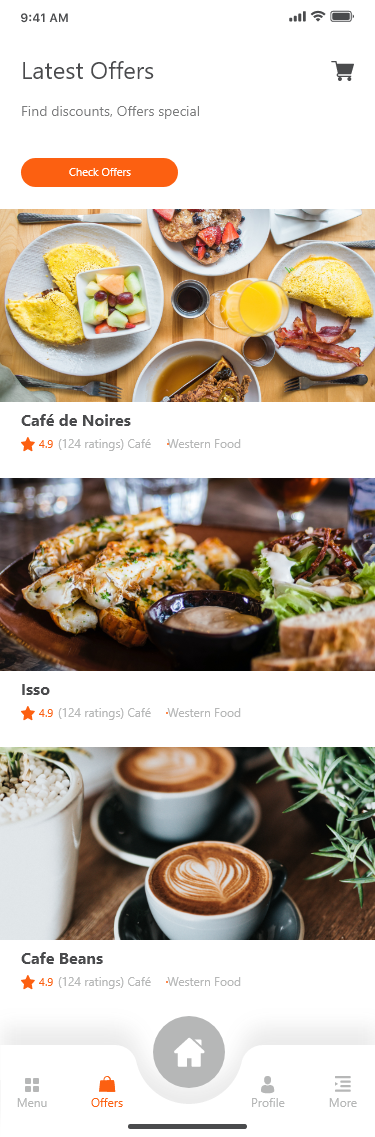 9:41 AM
Latest Offers
Find discounts, Offers special
Check Offers
Café de Noires
4.9 (124 ratings) Café · Western Food
Isso
4.9 (124 ratings) Café · Western Food
Cafe Beans
4.9 (124 ratings) Café · Western Food
Menu Offers Profile More